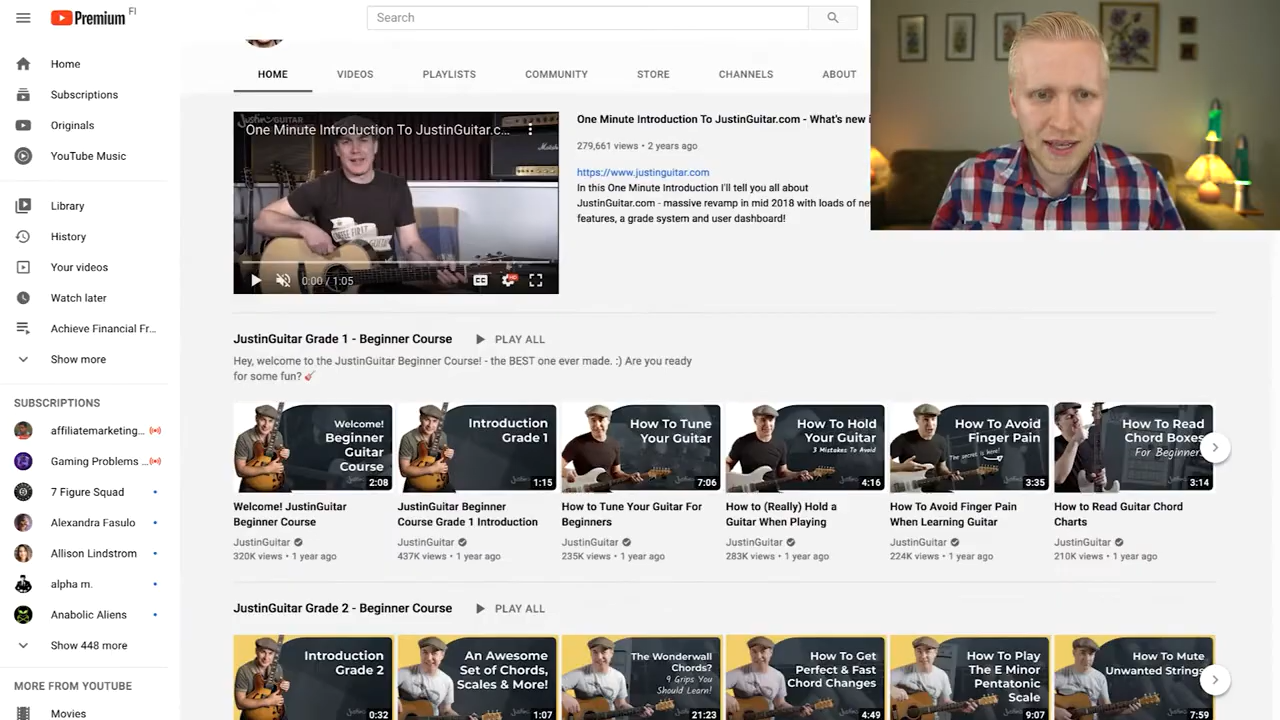 Premium FI
Search
Home
Subscriptions
Originals
YouTube Music
Library
History
Your videos
Watch later
Achieve Financial Fr...
Show more
SUBSCRIPTIONS
affiliatemarketing...
Gaming Problems ...
7 Figure Squad
Alexandra Fasulo
Allison Lindstrom
alpha m.
Anabolic Aliens
Show 448 more
MORE FROM YOUTUBE
Movies
HOME
VIDEOS
PLAYLISTS
COMMUNITY
STORE
CHANNELS
ABOUT
One Minute Introduction To JustinGuitar.c...
0:00 / 1:05
CC
HD
One Minute Introduction To JustinGuitar.com - What's new i
279,661 views • 2 years ago
https://www.justinguitar.com
In this One Minute Introduction I'll tell you all about
JustinGuitar.com - massive revamp in mid 2018 with loads of ne
features, a grade system and user dashboard!
JustinGuitar Grade 1 - Beginner Course
PLAY ALL
Hey, welcome to the JustinGuitar Beginner Course! - the BEST one ever made. :) Are you ready
for some fun? 🎸
Welcome!
Beginner
Guitar
Course
2:08
Introduction
Grade 1
1:15
How To Tune
Your Guitar
7:06
How To Hold
Your Guitar
3 Mistakes To Avoid
4:16
How To Avoid
Finger Pain
The secret is here!
3:35
How To Read
Chord Boxes
For Beginners
3:14
Welcome! JustinGuitar
Beginner Course
JustinGuitar
320K views • 1 year ago
JustinGuitar Beginner
Course Grade 1 Introduction
JustinGuitar
437K views • 1 year ago
How to Tune Your Guitar For
Beginners
JustinGuitar
235K views • 1 year ago
How to (Really) Hold a
Guitar When Playing
JustinGuitar
283K views • 1 year ago
How To Avoid Finger Pain
When Learning Guitar
JustinGuitar
224K views • 1 year ago
How to Read Guitar Chord
Charts
JustinGuitar
210K views • 1 year ago
JustinGuitar Grade 2 - Beginner Course
PLAY ALL
Introduction
Grade 2
0:32
An Awesome
Set of Chords,
Scales & More!
1:07
The Wonderwall
Chords?
9 Grips You
Should Learn!
21:23
How To Get
Perfect & Fast
Chord Changes
4:49
How To Play
The E Minor
Pentatonic
Scale
9:07
How To Mute
Unwanted Strings
7:59